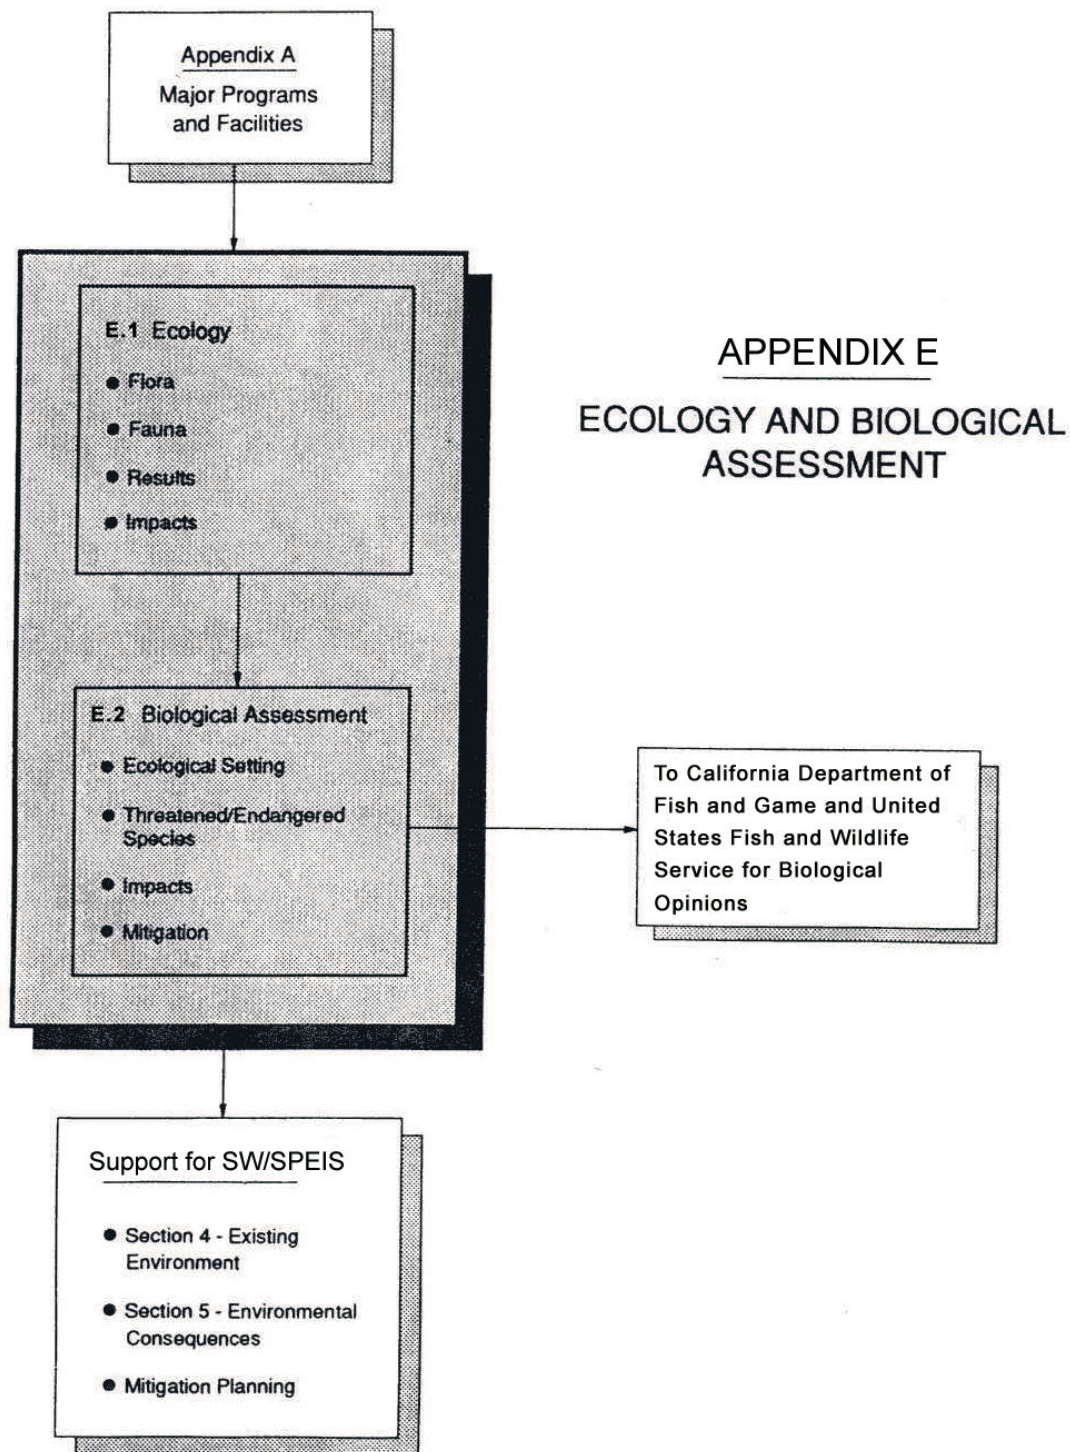 Appendix A
Major Programs
and Facilities
E.1 Ecology
● Flora
● Fauna
● Results
● Impacts
APPENDIX E
ECOLOGY AND BIOLOGICAL
ASSESSMENT
E.2 Biological Assessment
● Ecological Setting
● Threatened/Endangered
Species
● Impacts
● Mitigation
To California Department of
Fish and Game and United
States Fish and Wildlife
Service for Biological
Opinions
Support for SW/SPEIS
● Section 4 - Existing
Environment
● Section 5 - Environmental
Consequences
● Mitigation Planning